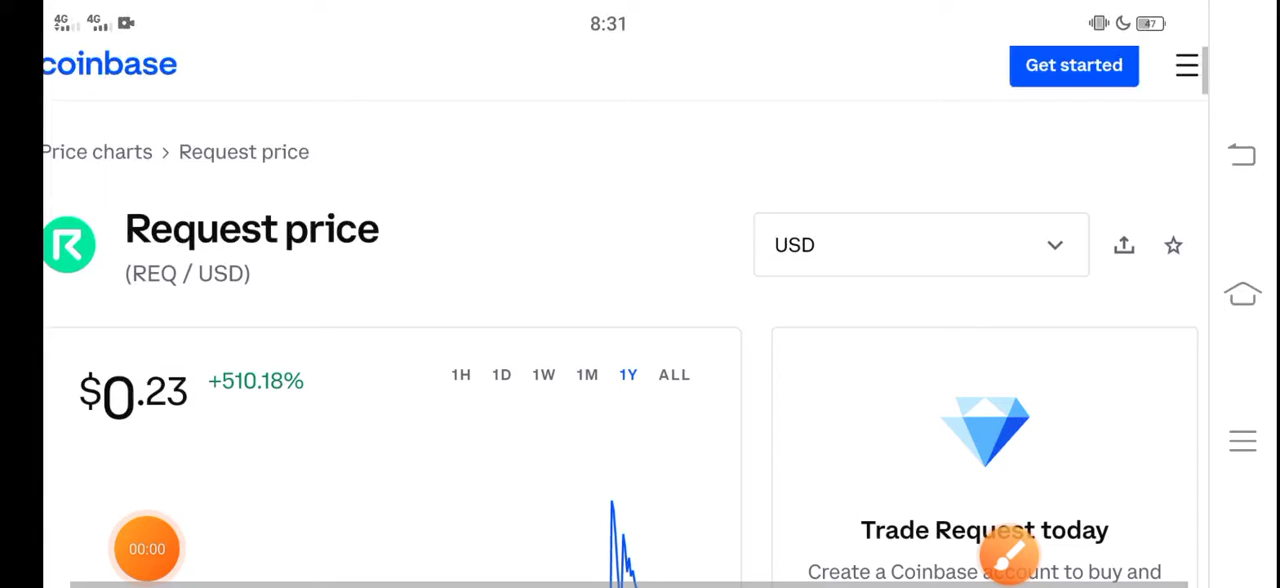 4G 4G 8:31 47
coinbase Get started
Price charts > Request price
Request price
(REQ / USD)
USD
$0.23 +510.18% 1H 1D 1W 1M 1Y ALL
Trade Request today
Create a Coinbase account to buy and
00:00